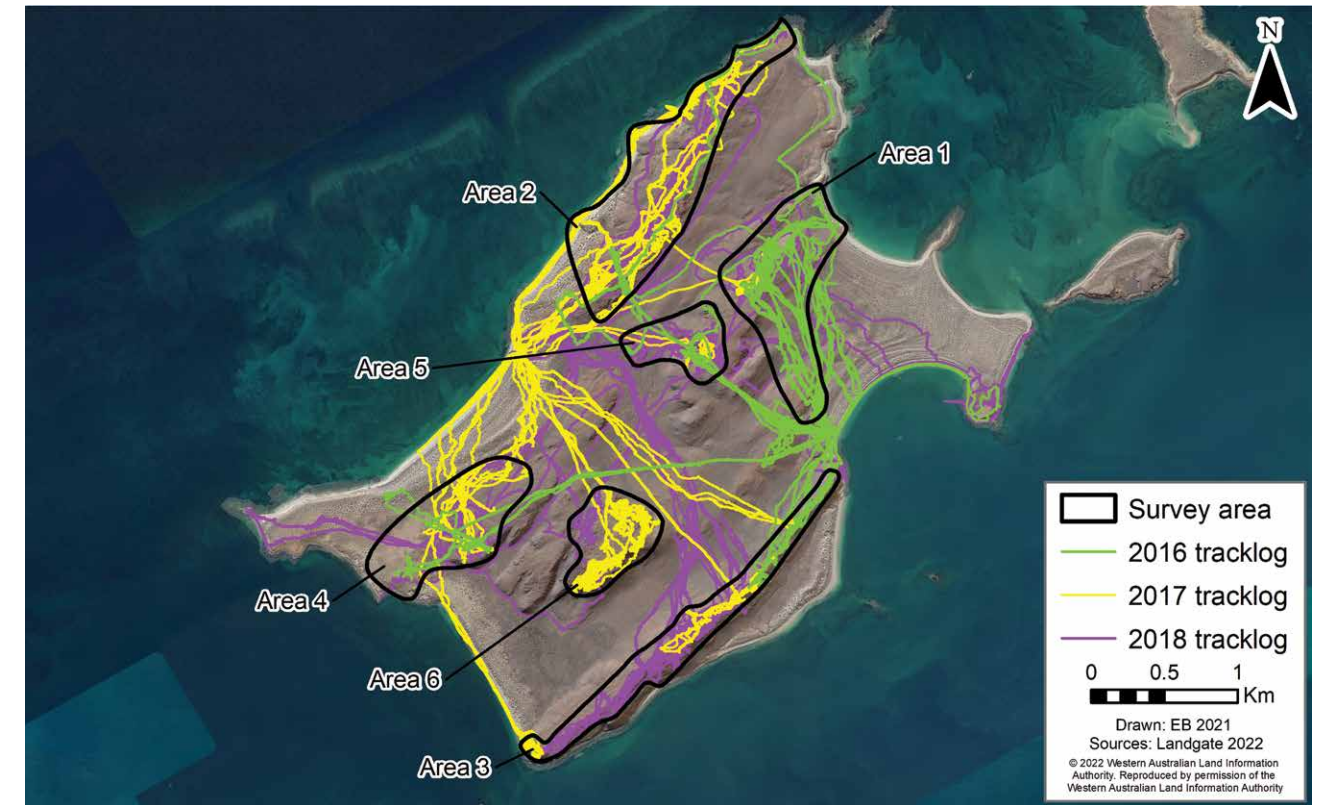 N
Area 1
Area 2
Area 5
Area 4
Area 6
Area 3
Survey area
2016 tracklog
2017 tracklog
2018 tracklog
0 0.5 1
Km
Drawn: EB 2021
Sources: Landgate 2022
© 2022 Western Australian Land Information
Authority. Reproduced by permission of the
Western Australian Land Information Authority